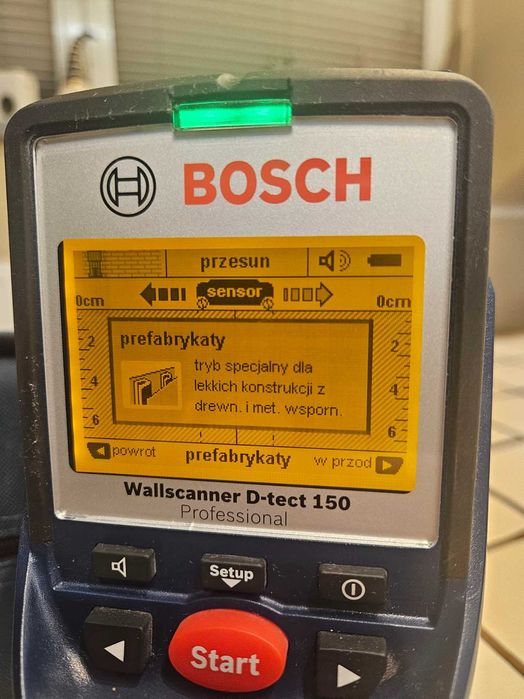 BOSCH
przesun
0cm sensor 0cm
prefabrykaty
tryb specjalny dla
lekkich konstrukcji z
drewn. i met. wsporn.
2 2
4 4
6 6
powrot prefabrykaty w przod
Wallscanner D-tect 150
Professional
Setup
Start